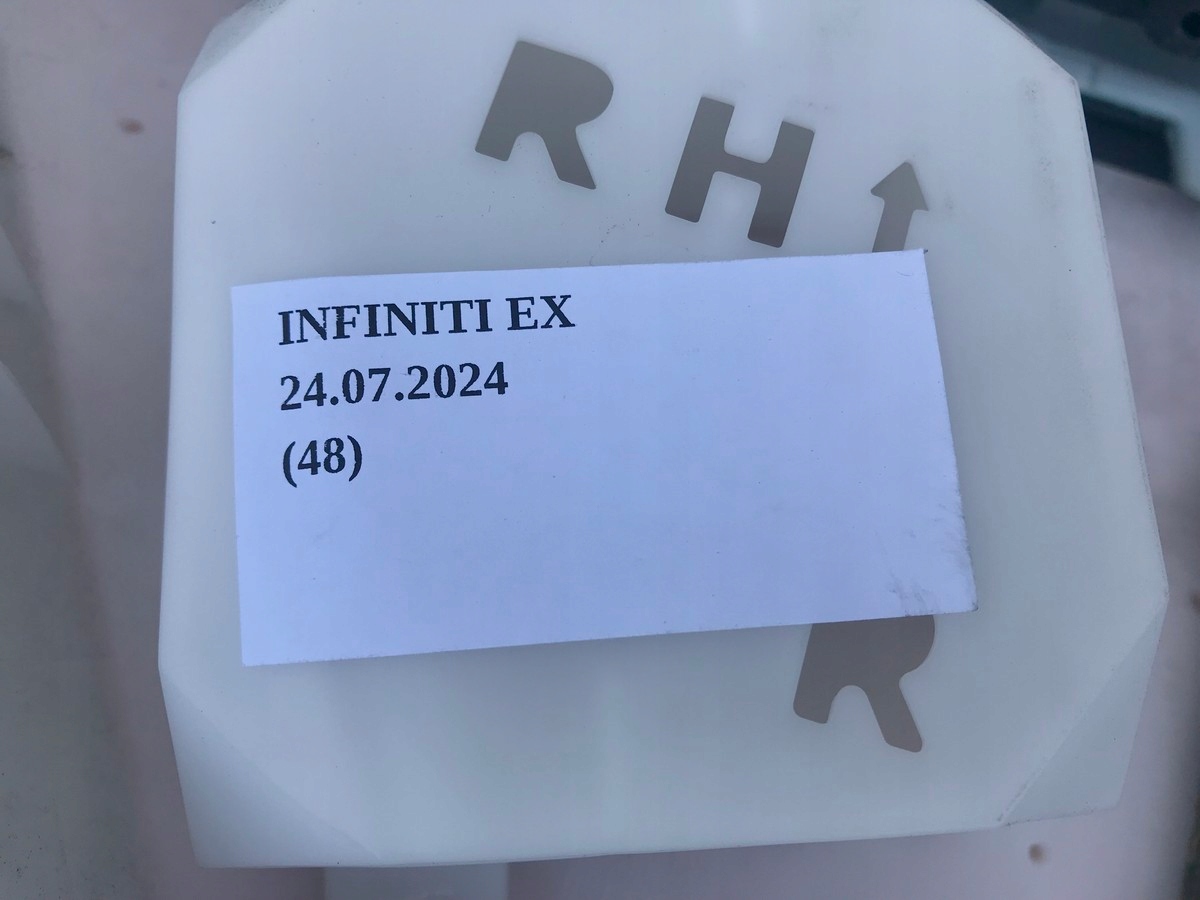 RH↑
INFINITI EX
24.07.2024
(48)
R